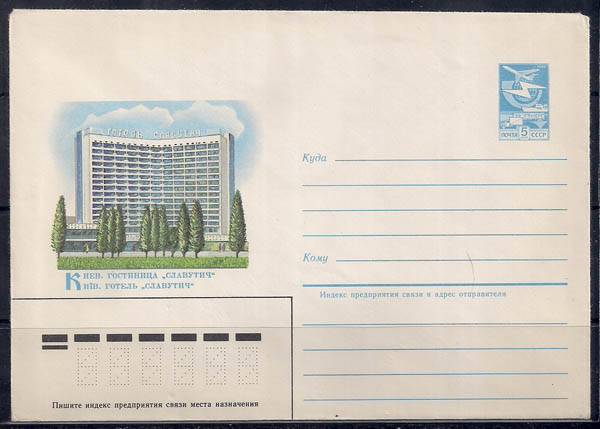 ГОТЕЛЬ СЛАВУТИЧ
Киев. гостиница „Славутич“
Київ. готель „Славутич“
ПОЧТА 5 СССР
Куда
Кому
Индекс предприятия связи и адрес отправителя
Пишите индекс предприятия связи места назначения